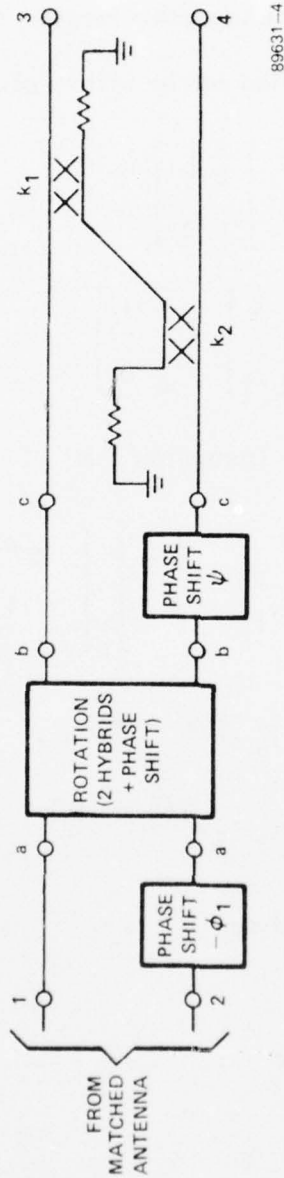 FROM
MATCHED
ANTENNA
1
2
PHASE
SHIFT
−ϕ₁
a
a
ROTATION
(2 HYBRIDS
+ PHASE
SHIFT)
b
b
PHASE
SHIFT
ψ
c
c
k₂
k₁
3
4
89631-4